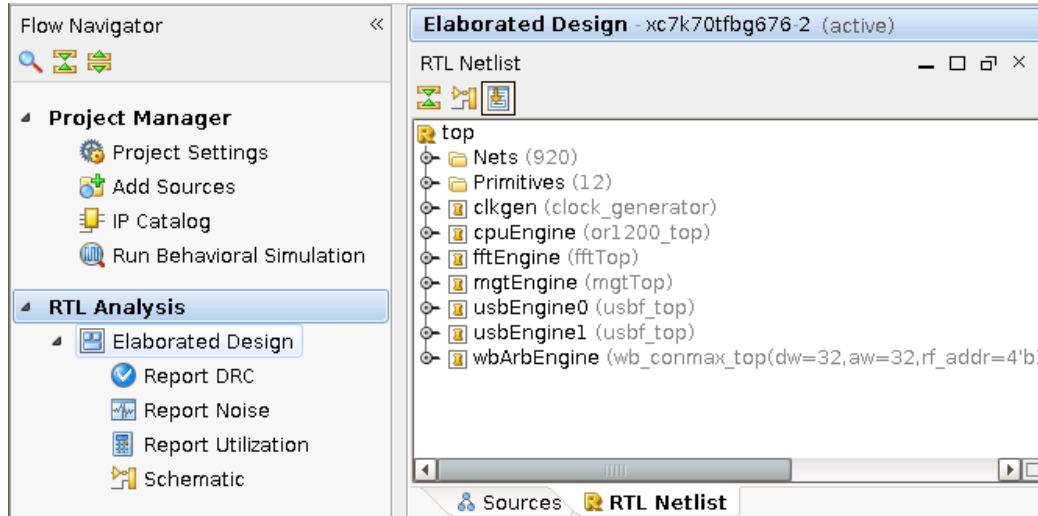 Flow Navigator
Project Manager
Project Settings
Add Sources
IP Catalog
Run Behavioral Simulation
RTL Analysis
Elaborated Design
Report DRC
Report Noise
Report Utilization
Schematic
Elaborated Design - xc7k70tfbg676-2 (active)
RTL Netlist
top
Nets (920)
Primitives (12)
clkgen (clock_generator)
cpuEngine (or1200_top)
fftEngine (fftTop)
mgtEngine (mgtTop)
usbEngine0 (usbf_top)
usbEngine1 (usbf_top)
wbArbEngine (wb_conmax_top(dw=32,aw=32,rf_addr=4'b
Sources
RTL Netlist